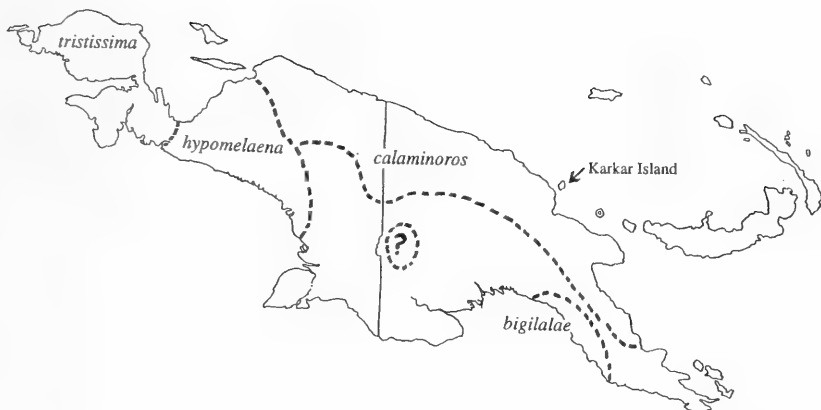 tristissima
hypomelaena
calaminoros
Karkar Island
?
bigilalae